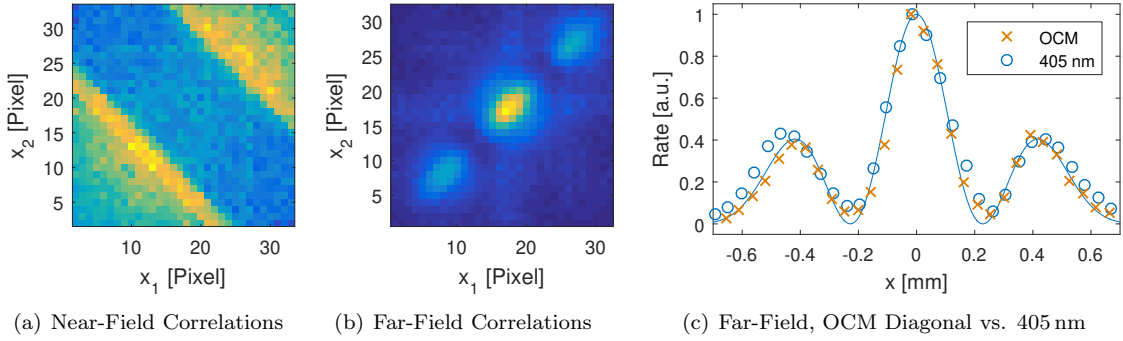 30
25
20
15
10
5
x2 [Pixel]
10 20 30
x1 [Pixel]
(a) Near-Field Correlations
30
25
20
15
10
5
x2 [Pixel]
10 20 30
x1 [Pixel]
(b) Far-Field Correlations
1
0.8
0.6
0.4
0.2
0
Rate [a.u.]
OCM
405 nm
-0.6 -0.4 -0.2 0 0.2 0.4 0.6
x [mm]
(c) Far-Field, OCM Diagonal vs. 405 nm